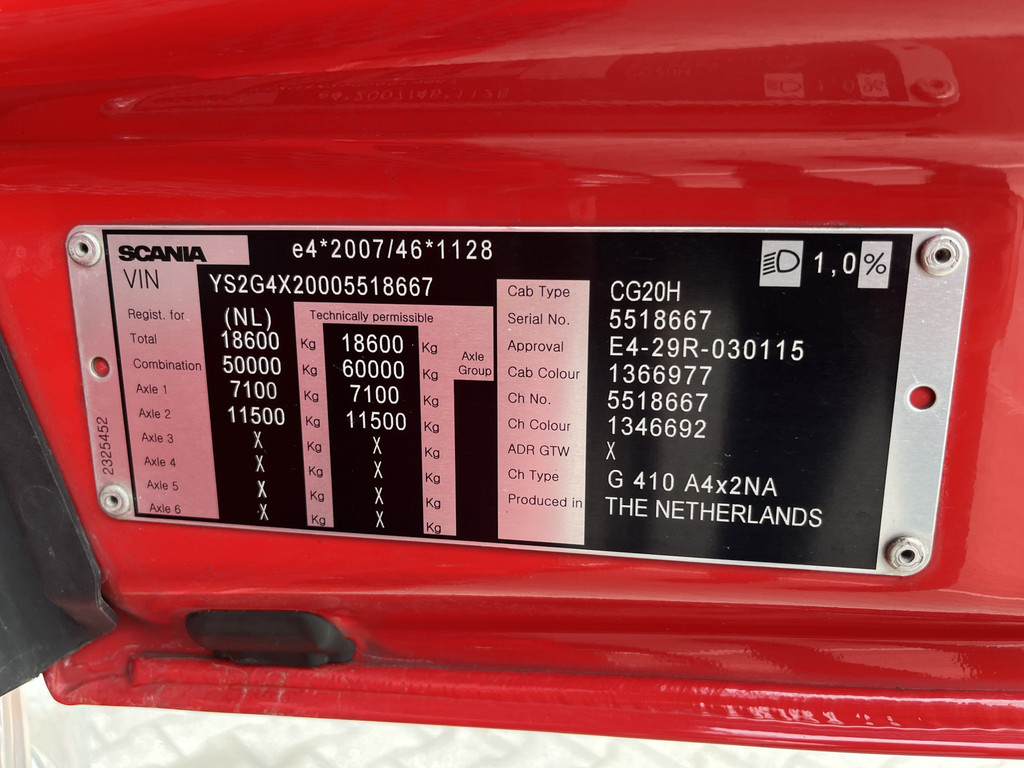 SCANIA e4*2007/46*1128 1,0%
VIN YS2G4X20005518667
Regist. for (NL) Technically permissible
Total 18600 Kg 18600 Kg
Combination 50000 Kg 60000 Kg Axle Group
Axle 1 7100 Kg 7100 Kg
Axle 2 11500 Kg 11500 Kg
Axle 3 X Kg X Kg
Axle 4 X Kg X Kg
Axle 5 X Kg X Kg
Axle 6 X Kg X Kg
2325452
Cab Type CG20H
Serial No. 5518667
Approval E4-29R-030115
Cab Colour 1366977
Ch No. 5518667
Ch Colour 1346692
ADR GTW X
Ch Type G 410 A4x2NA
Produced in THE NETHERLANDS